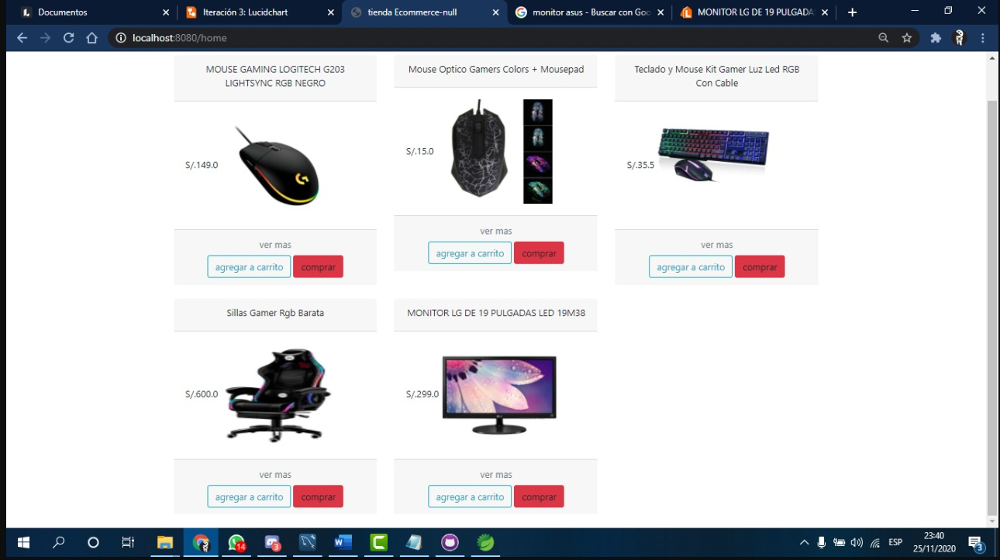 Documentos
Iteración 3: Lucidchart
tienda Ecommerce-null
monitor asus - Buscar con Goo
MONITOR LG DE 19 PULGADA
localhost:8080/home
MOUSE GAMING LOGITECH G203
LIGHTSYNC RGB NEGRO
S/.149.0
ver mas
agregar a carrito comprar
Mouse Optico Gamers Colors + Mousepad
S/.15.0
ver mas
agregar a carrito comprar
Teclado y Mouse Kit Gamer Luz Led RGB
Con Cable
S/.35.5
ver mas
agregar a carrito comprar
Sillas Gamer Rgb Barata
S/.600.0
ver mas
agregar a carrito comprar
MONITOR LG DE 19 PULGADAS LED 19M38
S/.299.0
ver mas
agregar a carrito comprar
14
3
ESP
23:40
25/11/2020
3